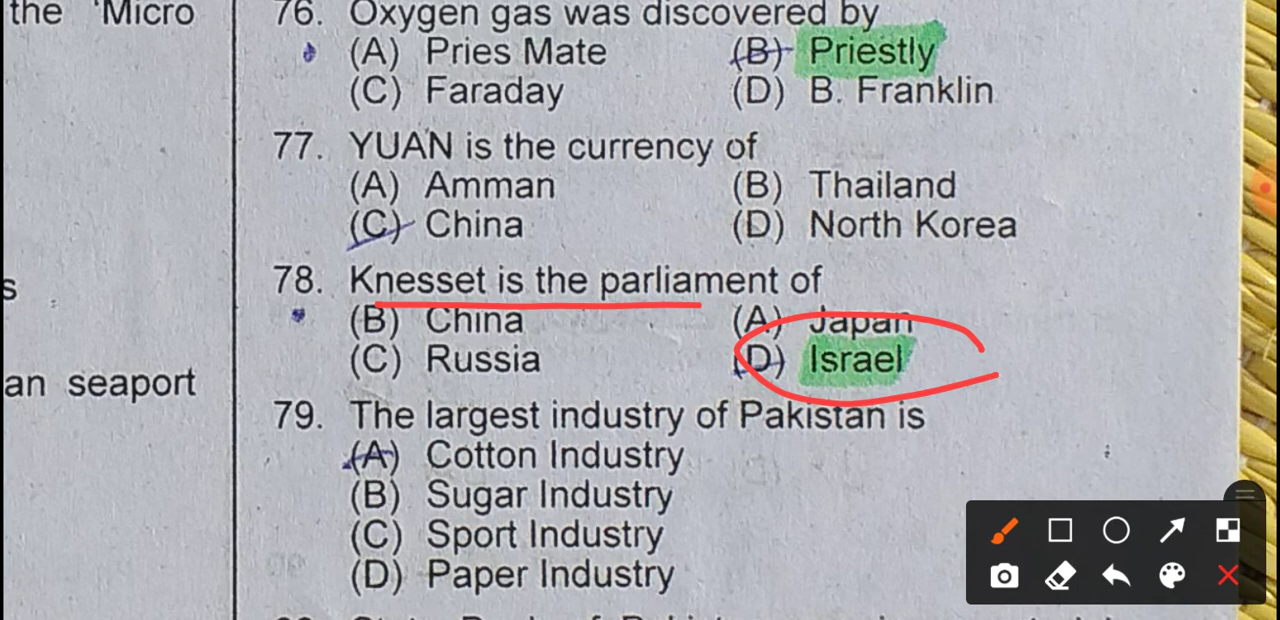 the 'Micro
s
an seaport
76. Oxygen gas was discovered by
(A) Pries Mate (B) Priestly
(C) Faraday (D) B. Franklin
77. YUAN is the currency of
(A) Amman (B) Thailand
(C) China (D) North Korea
78. Knesset is the parliament of
(B) China (A) Japan
(C) Russia (D) Israel
79. The largest industry of Pakistan is
(A) Cotton Industry
(B) Sugar Industry
(C) Sport Industry
(D) Paper Industry